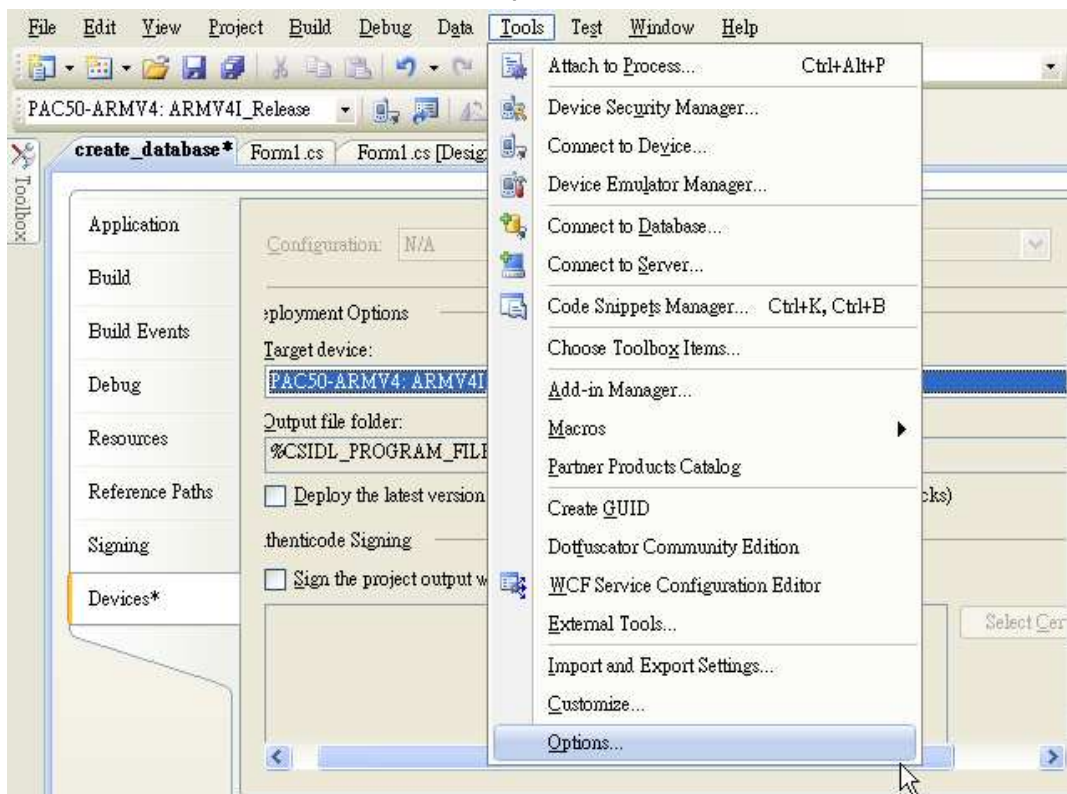 File Edit View Project Build Debug Data Tools Test Window Help
PAC50-ARMV4: ARMV4I_Release
Toolbox
create_database* Form1.cs Form1.cs [Desig
Application
Build
Build Events
Debug
Resources
Reference Paths
Signing
Devices*
Configuration: N/A
ployment Options
Target device:
PAC50-ARMV4: ARMV4I
Output file folder:
%CSIDL_PROGRAM_FILE
Deploy the latest version
cks)
thenticode Signing
Sign the project output w
Select Cer
Attach to Process... Ctrl+Alt+P
Device Security Manager...
Connect to Device...
Device Emulator Manager...
Connect to Database...
Connect to Server...
Code Snippets Manager... Ctrl+K, Ctrl+B
Choose Toolbox Items...
Add-in Manager...
Macros
Partner Products Catalog
Create GUID
Dotfuscator Community Edition
WCF Service Configuration Editor
External Tools...
Import and Export Settings...
Customize...
Options...